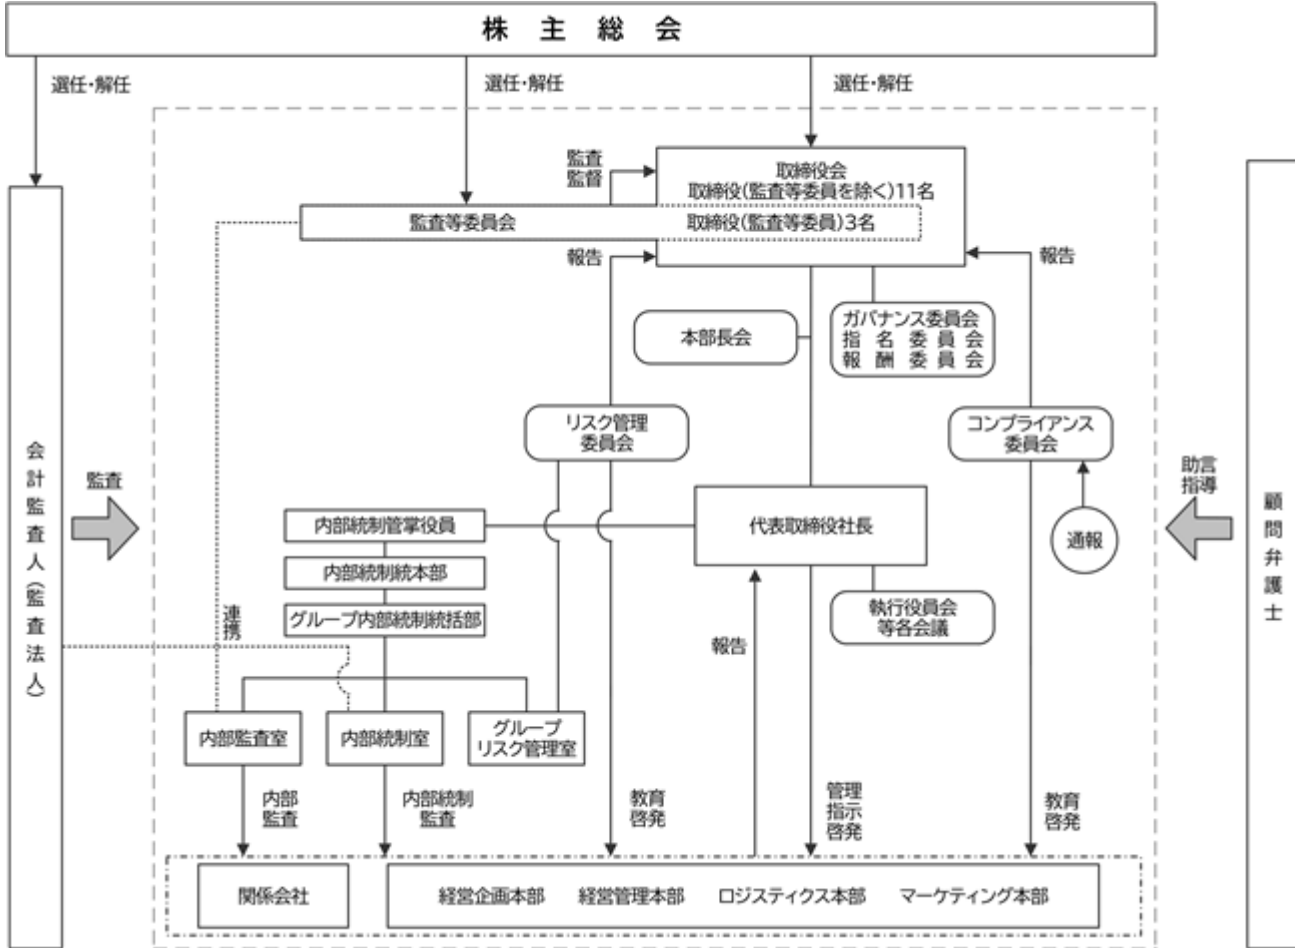 株主総会
選任・解任
選任・解任
選任・解任
監査
監督
取締役会
取締役(監査等委員を除く)11名
監査等委員会
取締役(監査等委員)3名
報告
報告
本部長会
ガバナンス委員会
指名委員会
報酬委員会
リスク管理
委員会
コンプライアンス
委員会
会計監査人(監査法人)
監査
助言
指導
顧問弁護士
内部統制管掌役員
代表取締役社長
通報
内部統制統本部
グループ内部統制統括部
執行役員会
等各会議
連携
報告
内部監査室
内部統制室
グループ
リスク管理室
内部
監査
内部統制
監査
教育
啓発
管理
指示
啓発
教育
啓発
関係会社
経営企画本部
経営管理本部
ロジスティクス本部
マーケティング本部